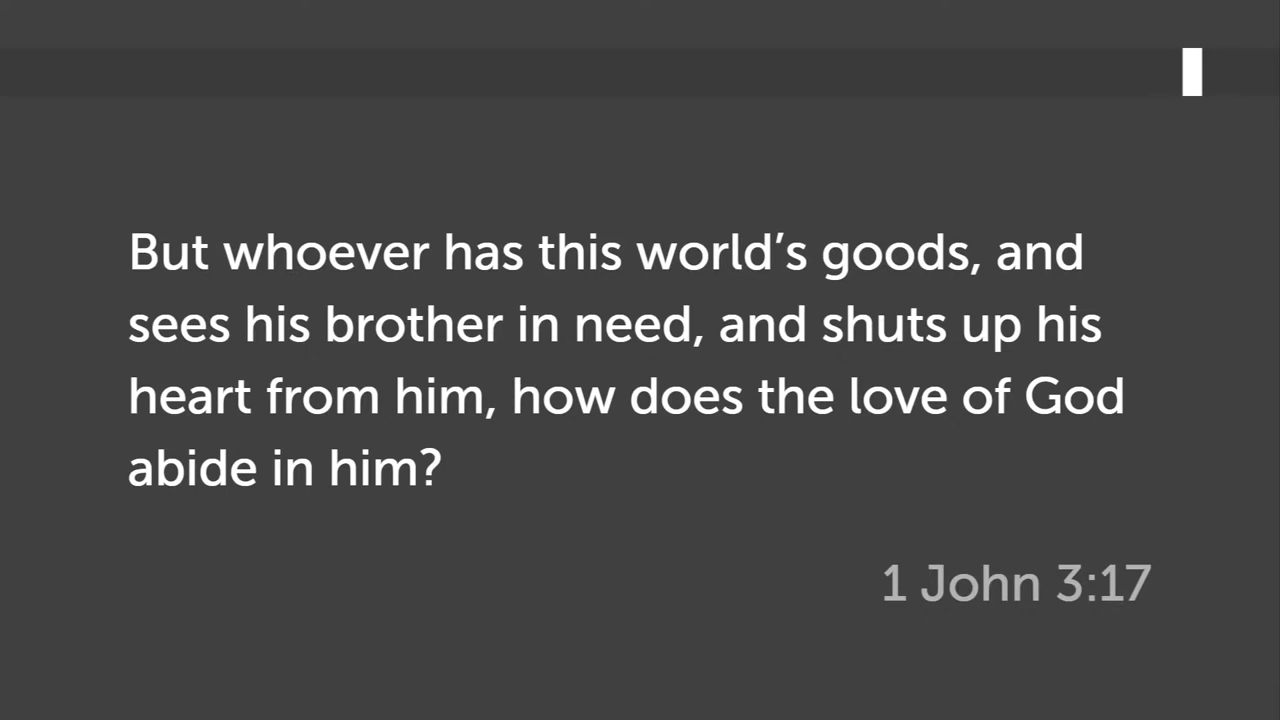 But whoever has this world’s goods, and
sees his brother in need, and shuts up his
heart from him, how does the love of God
abide in him?
1 John 3:17